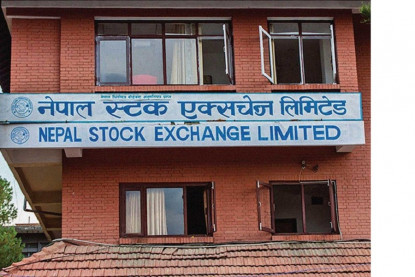 नेपाल स्टक एक्सचेन्ज लिमिटेड
NEPAL STOCK EXCHANGE LIMITED